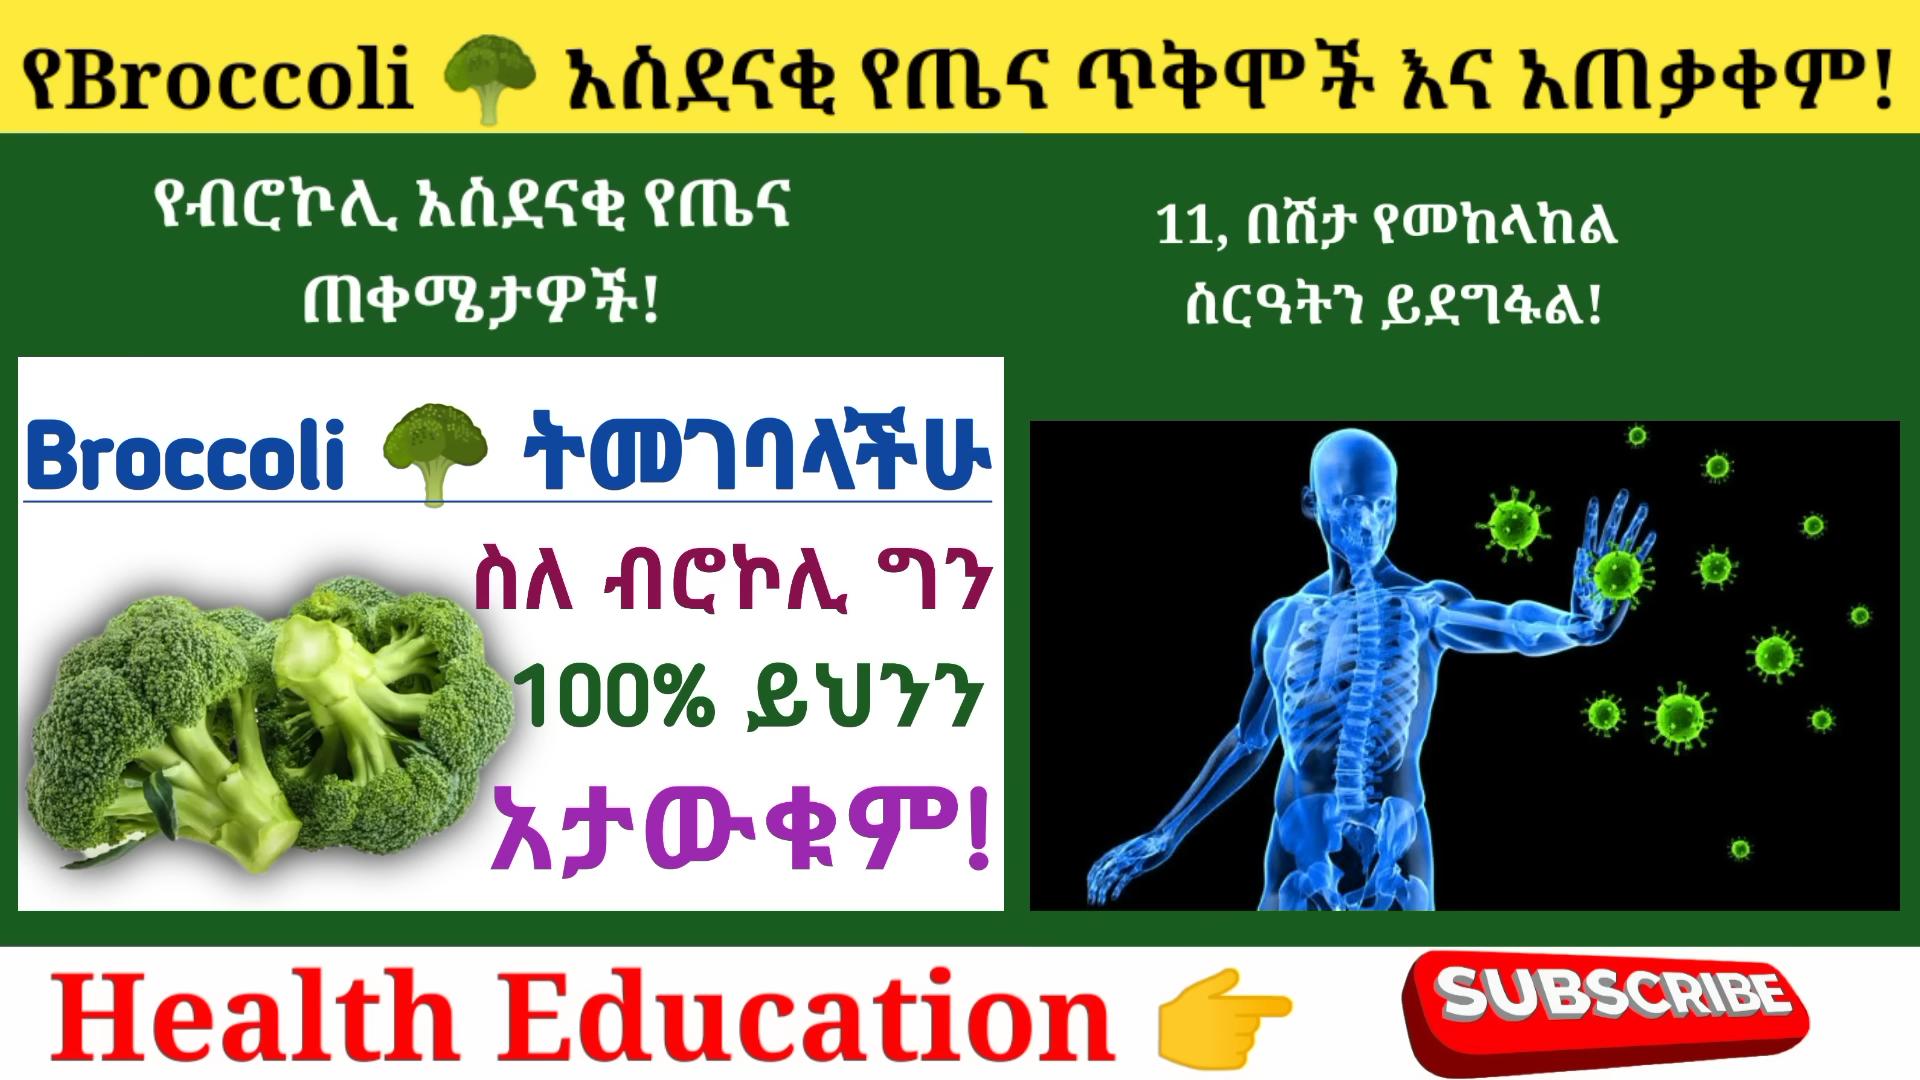 የBroccoli 🥦 አስደናቂ የጤና ጥቅሞች እና አጠቃቀም!
የብሮኮሊ አስደናቂ የጤና
ጠቀሜታዎች!
11, በሽታ የመከላከል
ስርዓትን ይደግፋል!
Broccoli 🥦 ትመገባላችሁ
ስለ ብሮኮሊ ግን
100% ይህንን
አታውቁም!
Health Education 👉
SUBSCRIBE